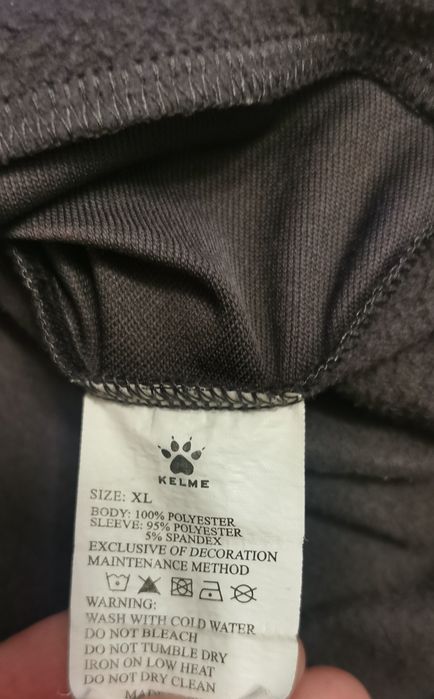 KELME
SIZE: XL
BODY: 100% POLYESTER
SLEEVE: 95% POLYESTER
5% SPANDEX
EXCLUSIVE OF DECORATION
MAINTENANCE METHOD
WARNING:
WASH WITH COLD WATER
DO NOT BLEACH
DO NOT TUMBLE DRY
IRON ON LOW HEAT
DO NOT DRY CLEAN